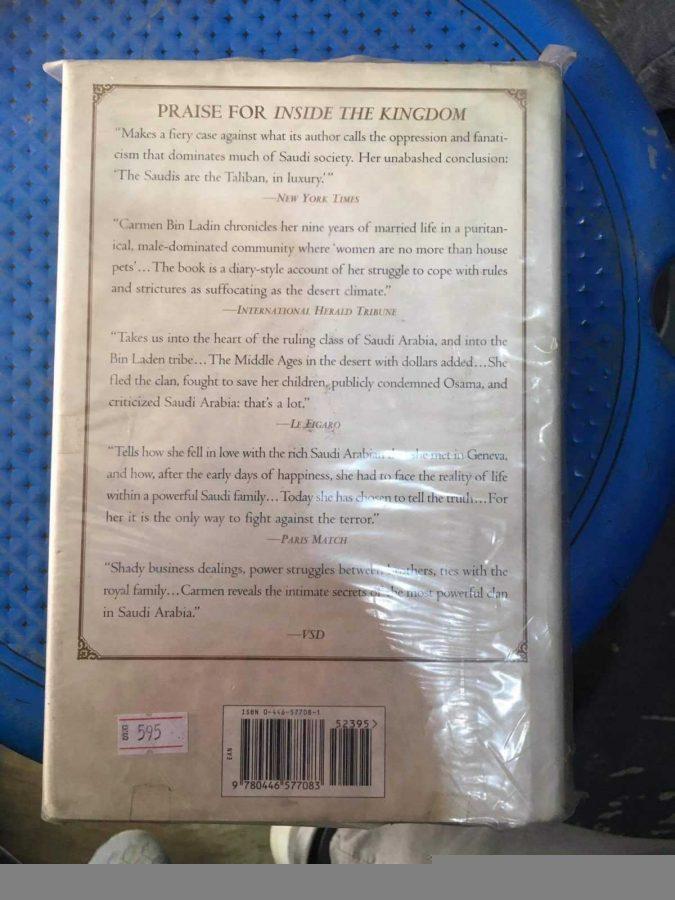 PRAISE FOR INSIDE THE KINGDOM
"Makes a fiery case against what its author calls the oppression and fanati-
cism that dominates much of Saudi society. Her unabashed conclusion:
'The Saudis are the Taliban, in luxury.'"
—NEW YORK TIMES
"Carmen Bin Ladin chronicles her nine years of married life in a puritan-
ical, male-dominated community where 'women are no more than house
pets'... The book is a diary-style account of her struggle to cope with rules
and strictures as suffocating as the desert climate."
—INTERNATIONAL HERALD TRIBUNE
"Takes us into the heart of the ruling class of Saudi Arabia, and into the
Bin Laden tribe... The Middle Ages in the desert with dollars added... She
fled the clan, fought to save her children, publicly condemned Osama, and
criticized Saudi Arabia: that's a lot."
—LE FIGARO
"Tells how she fell in love with the rich Saudi Arabian she met in Geneva,
and how, after the early days of happiness, she had to face the reality of life
within a powerful Saudi family... Today she has chosen to tell the truth... For
her it is the only way to fight against the terror."
—PARIS MATCH
"Shady business dealings, power struggles between brothers, ties with the
royal family... Carmen reveals the intimate secrets of the most powerful clan
in Saudi Arabia."
—VSD
595
ISBN 0-446-57708-1
52395>
EAN
9 780446 577083